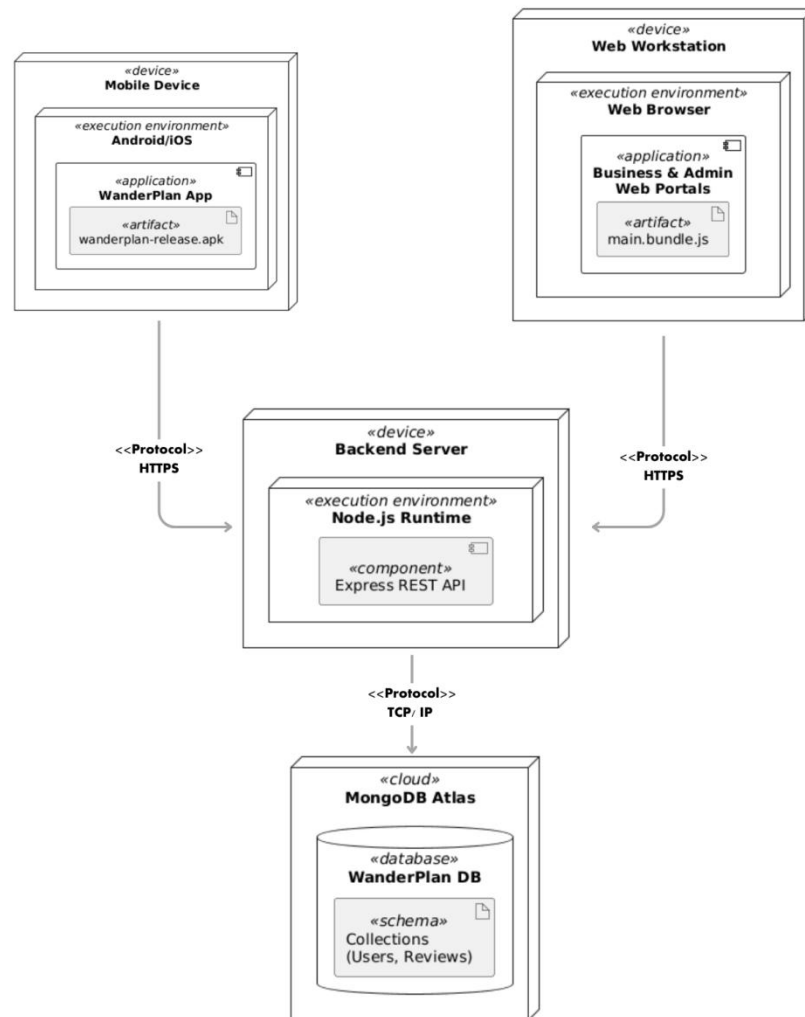 «device»
Mobile Device
«execution environment»
Android/iOS
«application»
WanderPlan App
«artifact»
wanderplan-release.apk
«device»
Web Workstation
«execution environment»
Web Browser
«application»
Business & Admin
Web Portals
«artifact»
main.bundle.js
<<Protocol>>
HTTPS
<<Protocol>>
HTTPS
«device»
Backend Server
«execution environment»
Node.js Runtime
«component»
Express REST API
<<Protocol>>
TCP/ IP
«cloud»
MongoDB Atlas
«database»
WanderPlan DB
«schema»
Collections
(Users, Reviews)